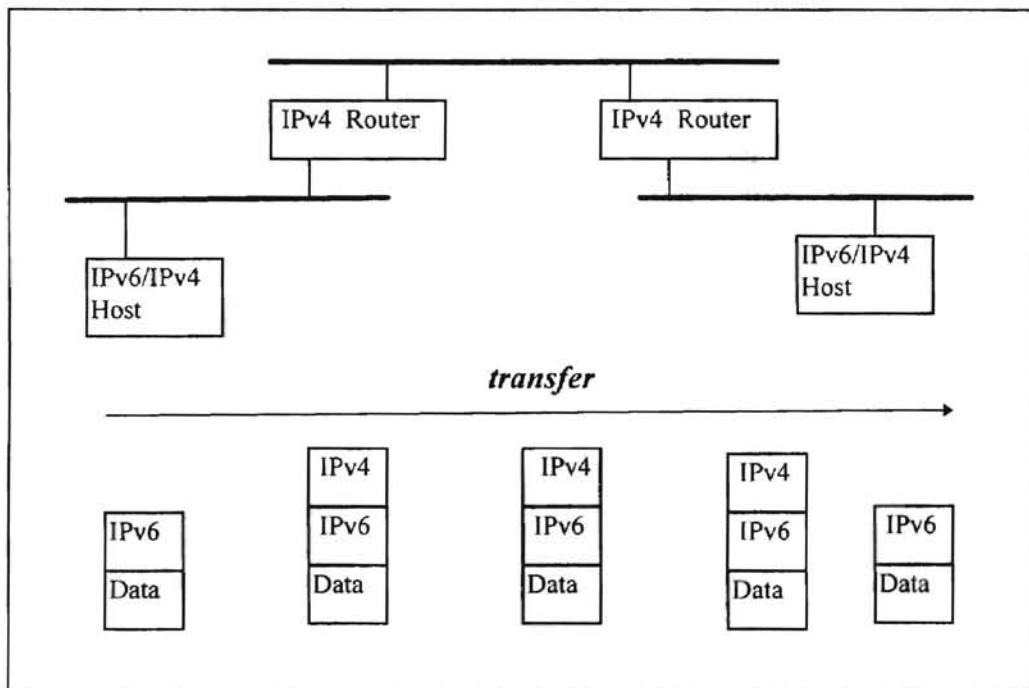 IPv4 Router
IPv4 Router
IPv6/IPv4
Host
IPv6/IPv4
Host
transfer
IPv6
Data
IPv4
IPv6
Data
IPv4
IPv6
Data
IPv4
IPv6
Data
IPv6
Data